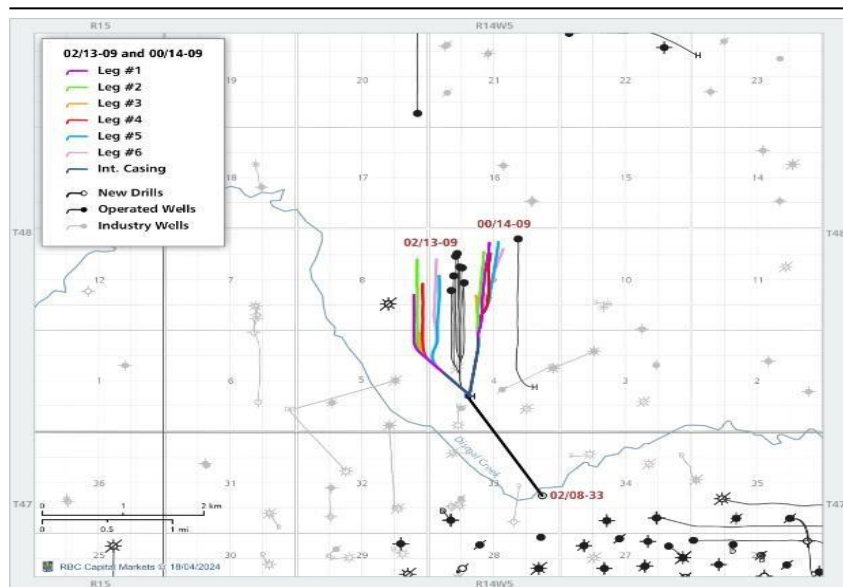 R15
R14W5
02/13-09 and 00/14-09
Leg #1
Leg #2
Leg #3
Leg #4
Leg #5
Leg #6
Int. Casing
New Drills
Operated Wells
Industry Wells
19
20
21
22
23
18
17
16
15
14
T48
T48
00/14-09
02/13-09
12
7
8
10
11
1
6
5
4
3
2
Dismal Creek
36
31
32
33
34
35
02/08-33
T47
T47
0 1 2 km
0 0.5 1 mi
25
30
29
28
27
RBC Capital Markets © 18/04/2024
R15
R14W5